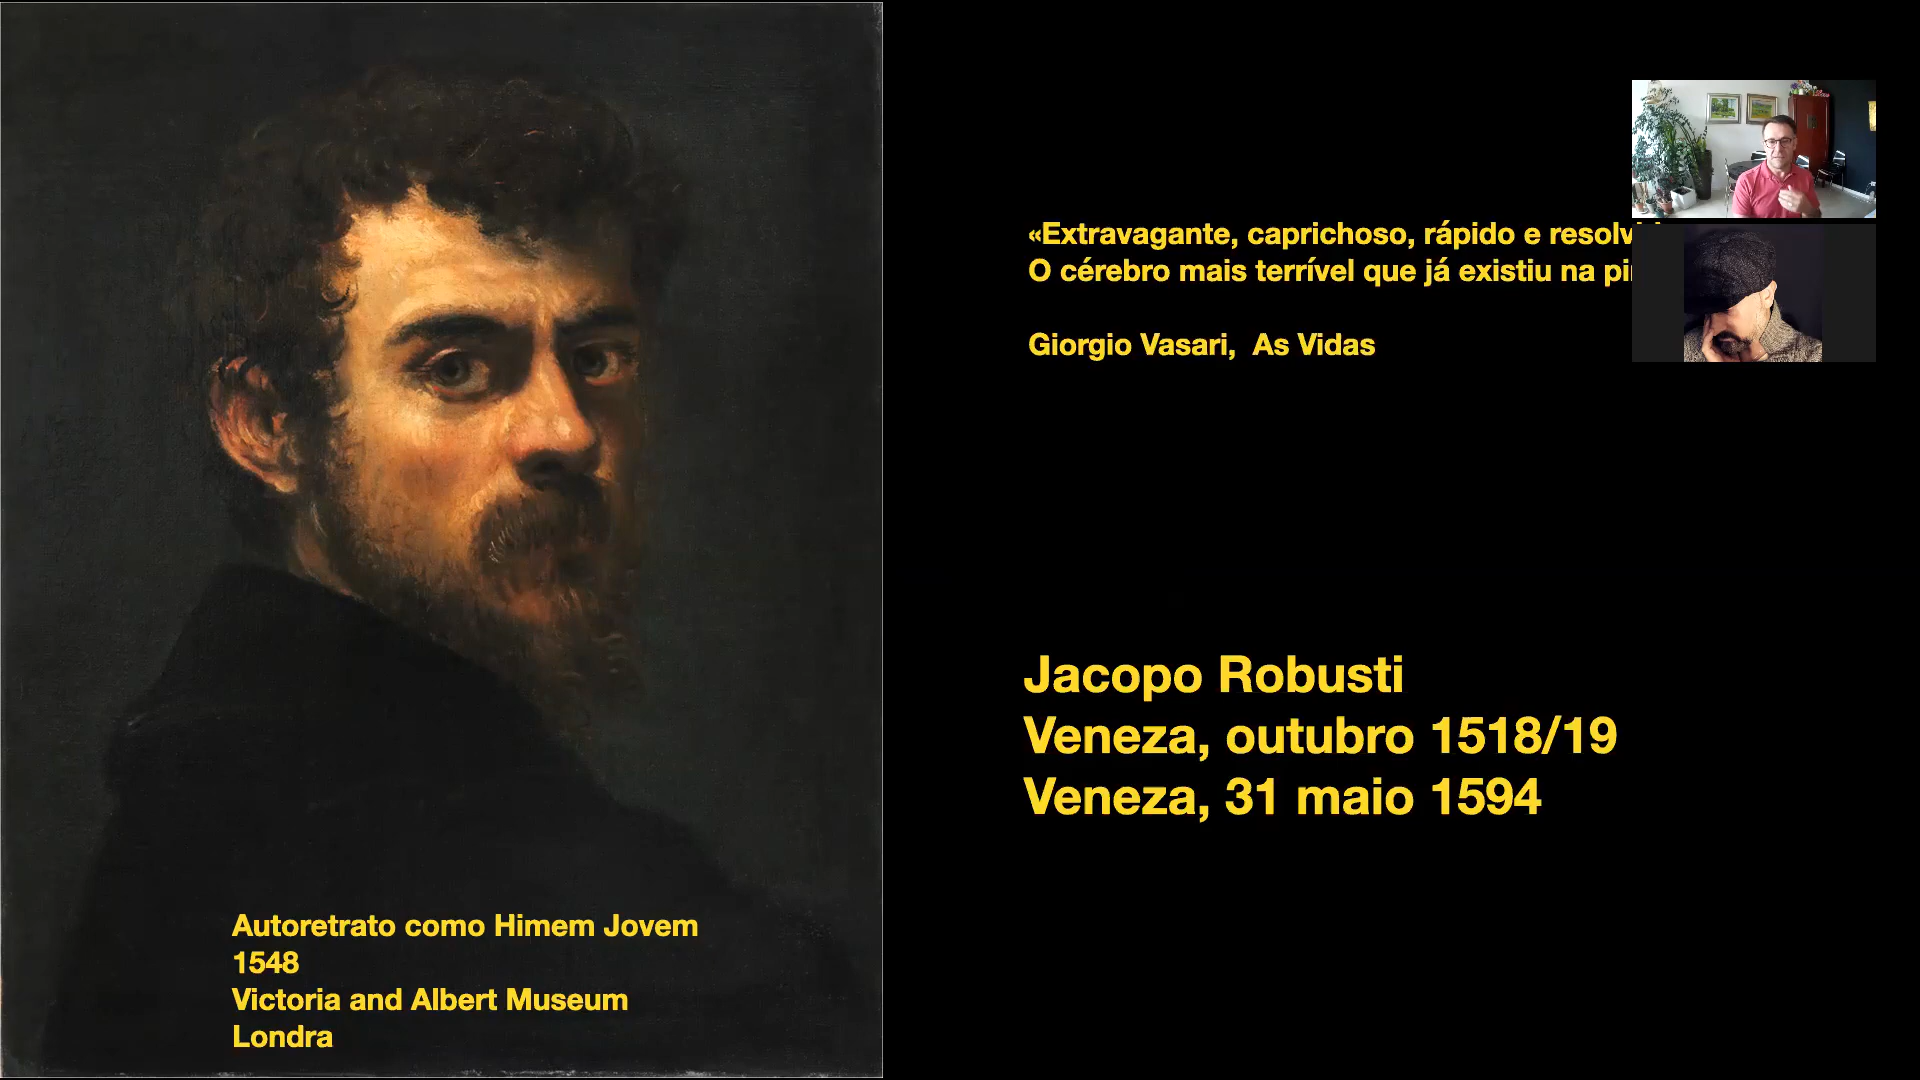 «Extravagante, caprichoso, rápido e
O cérebro mais terrível que já existiu na
Giorgio Vasari, As Vidas
Jacopo Robusti
Veneza, outubro 1518/19
Veneza, 31 maio 1594
Autoretrato como Himem Jovem
1548
Victoria and Albert Museum
Londra